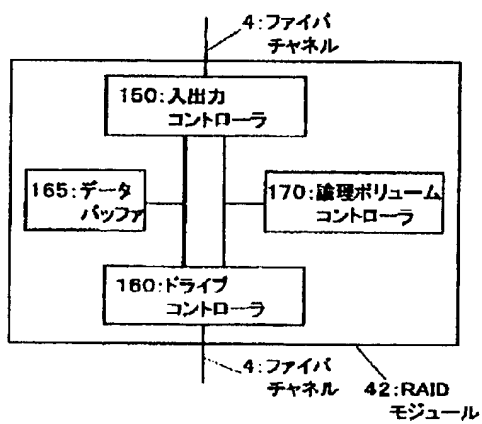 4:ファイバ
チャネル
150:入出力
コントローラ
165:データ
バッファ
170:論理ボリューム
コントローラ
160:ドライブ
コントローラ
4:ファイバ
チャネル
42:RAID
モジュール